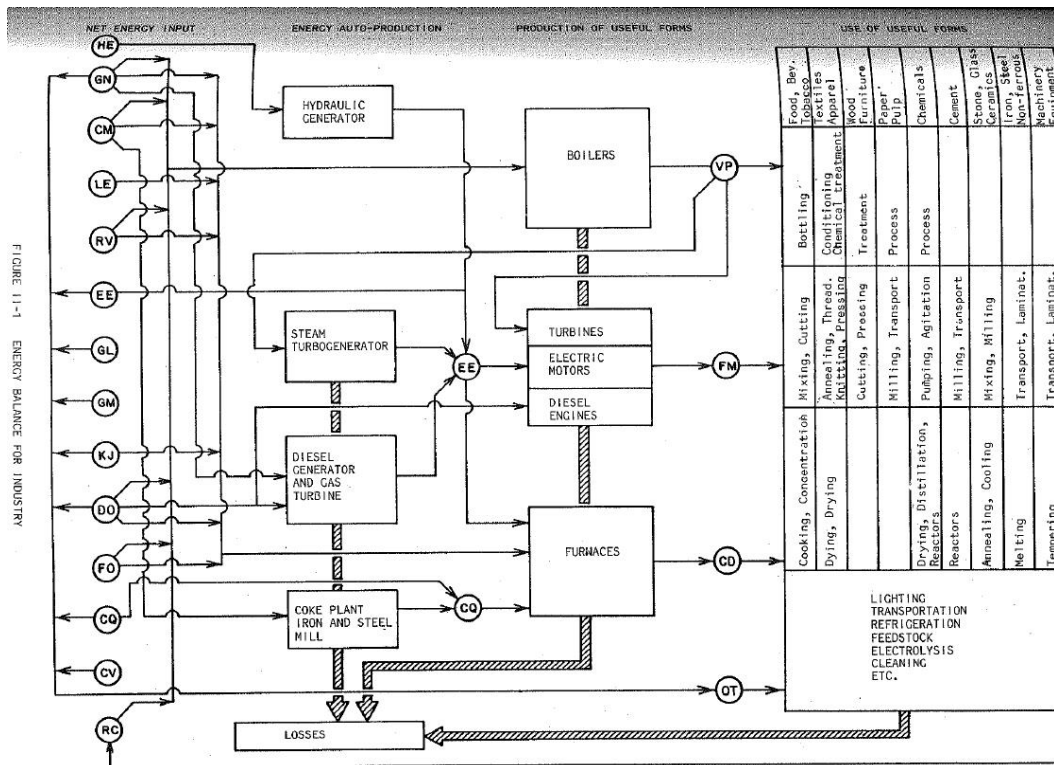 NET ENERGY INPUT
ENERGY AUTO-PRODUCTION
PRODUCTION OF USEFUL FORMS
USE OF USEFUL FORMS
HE
GN
CM
LE
RV
EE
GL
GM
KJ
DO
FO
CQ
CV
RC
HYDRAULIC
GENERATOR
STEAM
TURBOGENERATOR
DIESEL
GENERATOR
AND GAS
TURBINE
COKE PLANT
IRON AND STEEL
MILL
LOSSES
EE
CQ
BOILERS
TURBINES
ELECTRIC
MOTORS
DIESEL
ENGINES
FURNACES
VP
FM
CD
OT
Food, Bev.
Tobacco
Textiles
Apparel
Wood
Furniture
Paper
Pulp
Chemicals
Cement
Stone, Glass
Ceramics
Iron, Steel
Non-ferrous
Machinery
Equipment
Bottling
Conditioning
Chemical treatment
Treatment
Process
Process
Mixing, Cutting
Annealing, Thread.
Knitting, Pressing
Cutting, Pressing
Milling, Transport
Pumping, Agitation
Milling, Transport
Mixing, Milling
Transport, Laminat.
Transport, Laminat.
Cooking, Concentration
Dying, Drying
Drying, Distillation,
Reactors
Reactors
Annealing, Cooling
Melting
Tempering
LIGHTING
TRANSPORTATION
REFRIGERATION
FEEDSTOCK
ELECTROLYSIS
CLEANING
ETC.
FIGURE II-1 ENERGY BALANCE FOR INDUSTRY